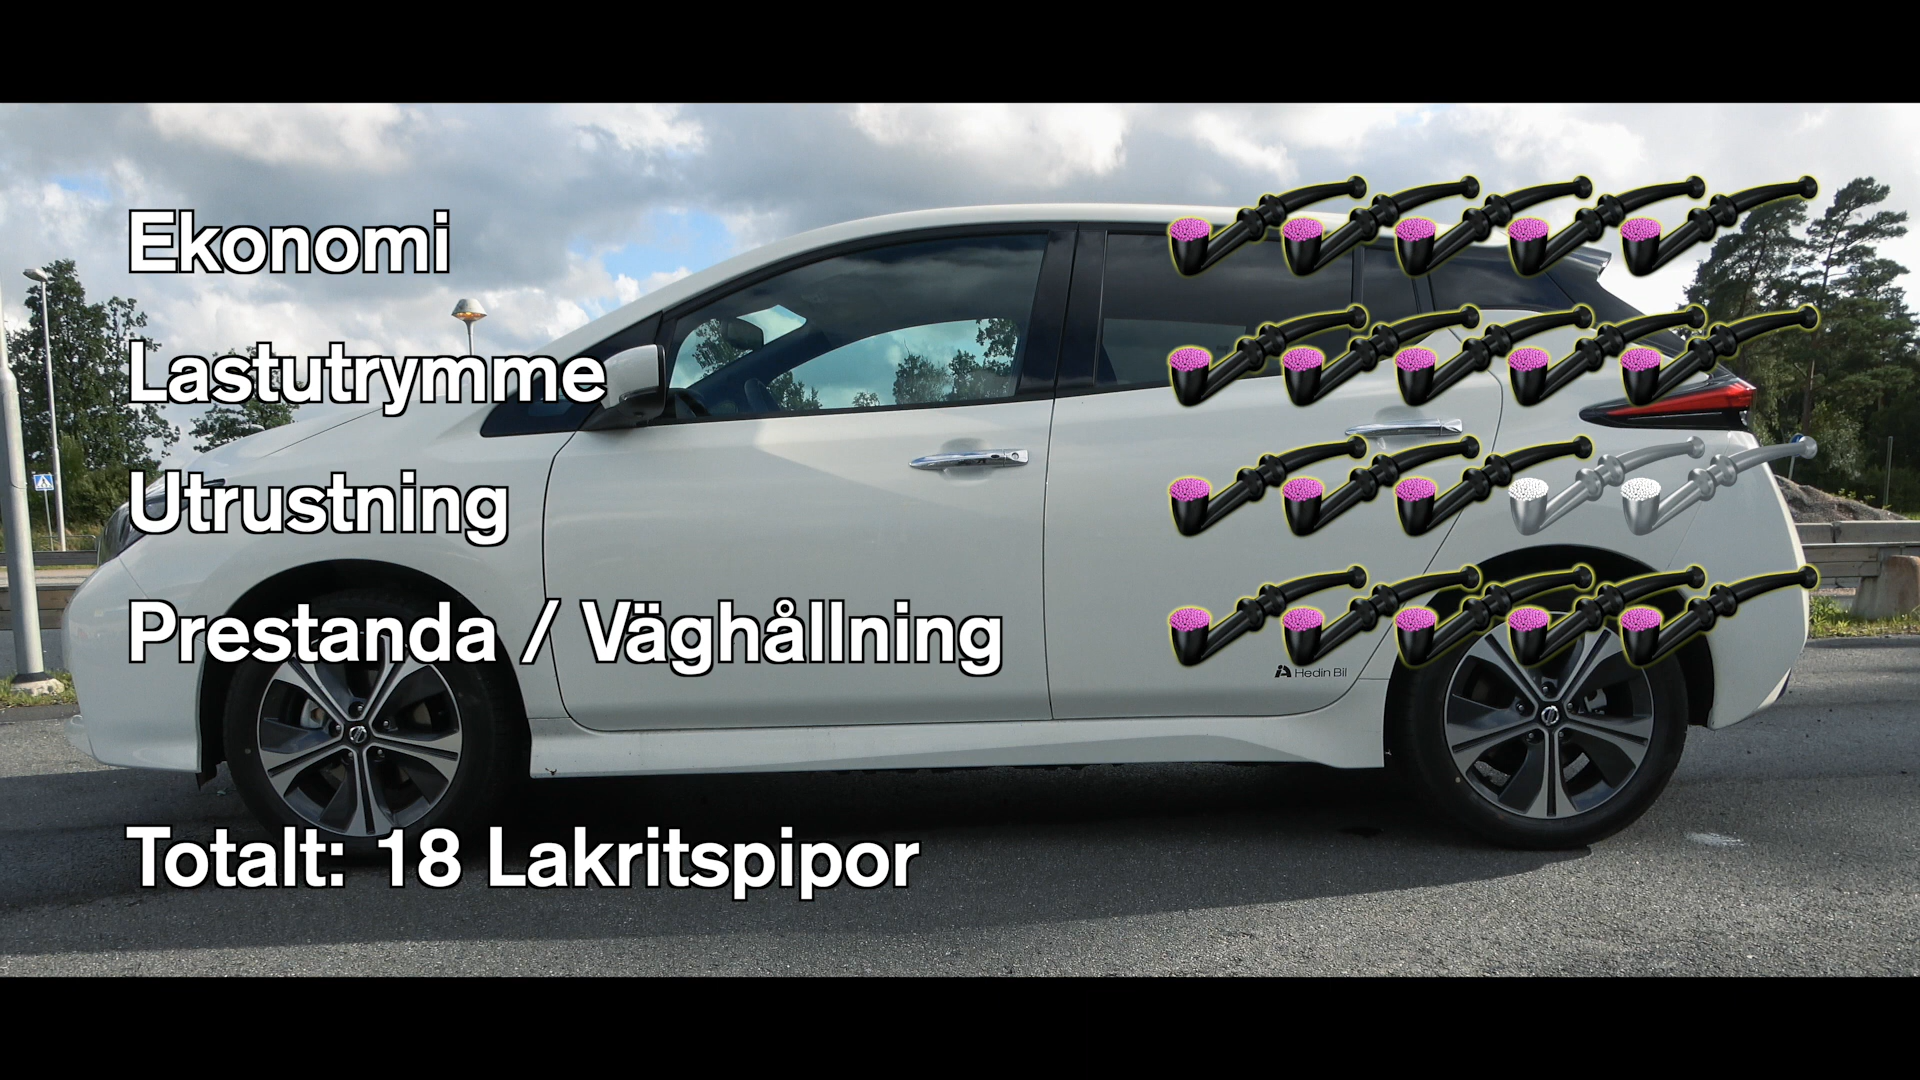 Ekonomi
Lastutrymme
Utrustning
Prestanda / Väghållning
Hedin Bil
Totalt: 18 Lakritspipor